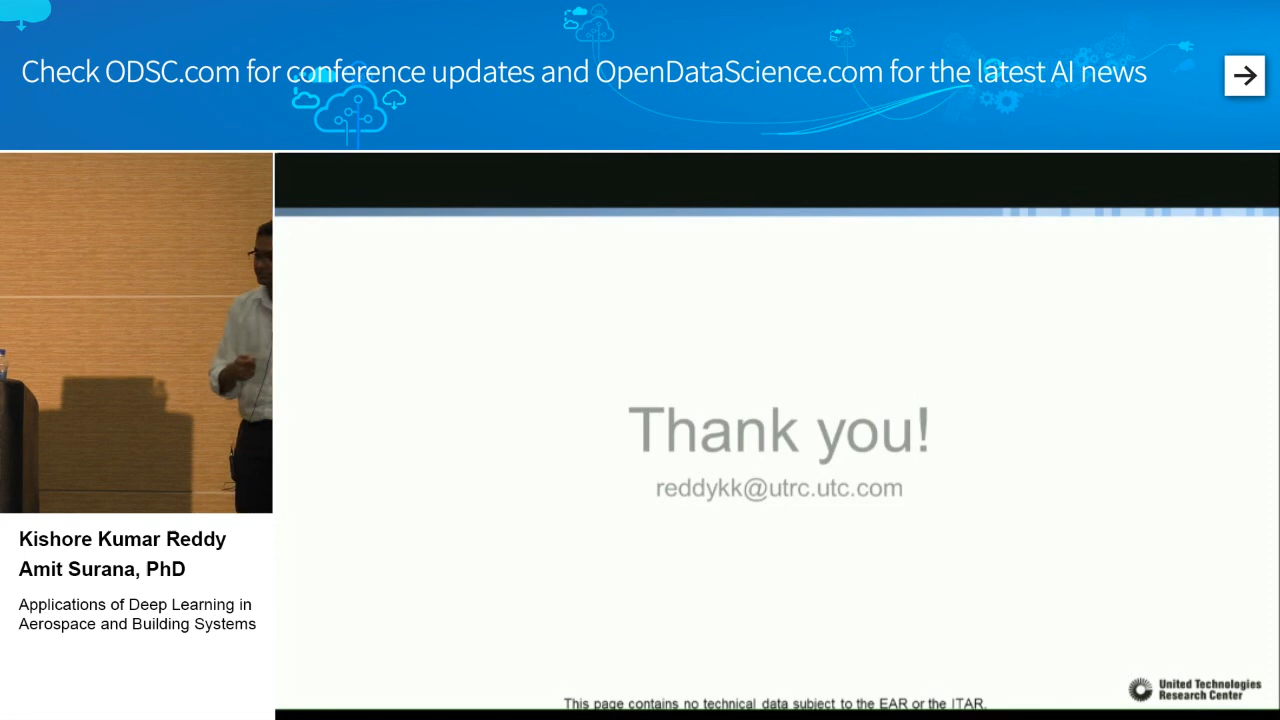 Check ODSC.com for conference updates and OpenDataScience.com for the latest AI news
Thank you!
reddykk@utrc.utc.com
Kishore Kumar Reddy
Amit Surana, PhD
Applications of Deep Learning in
Aerospace and Building Systems
United Technologies
Research Center
This page contains no technical data subject to the EAR or the ITAR.